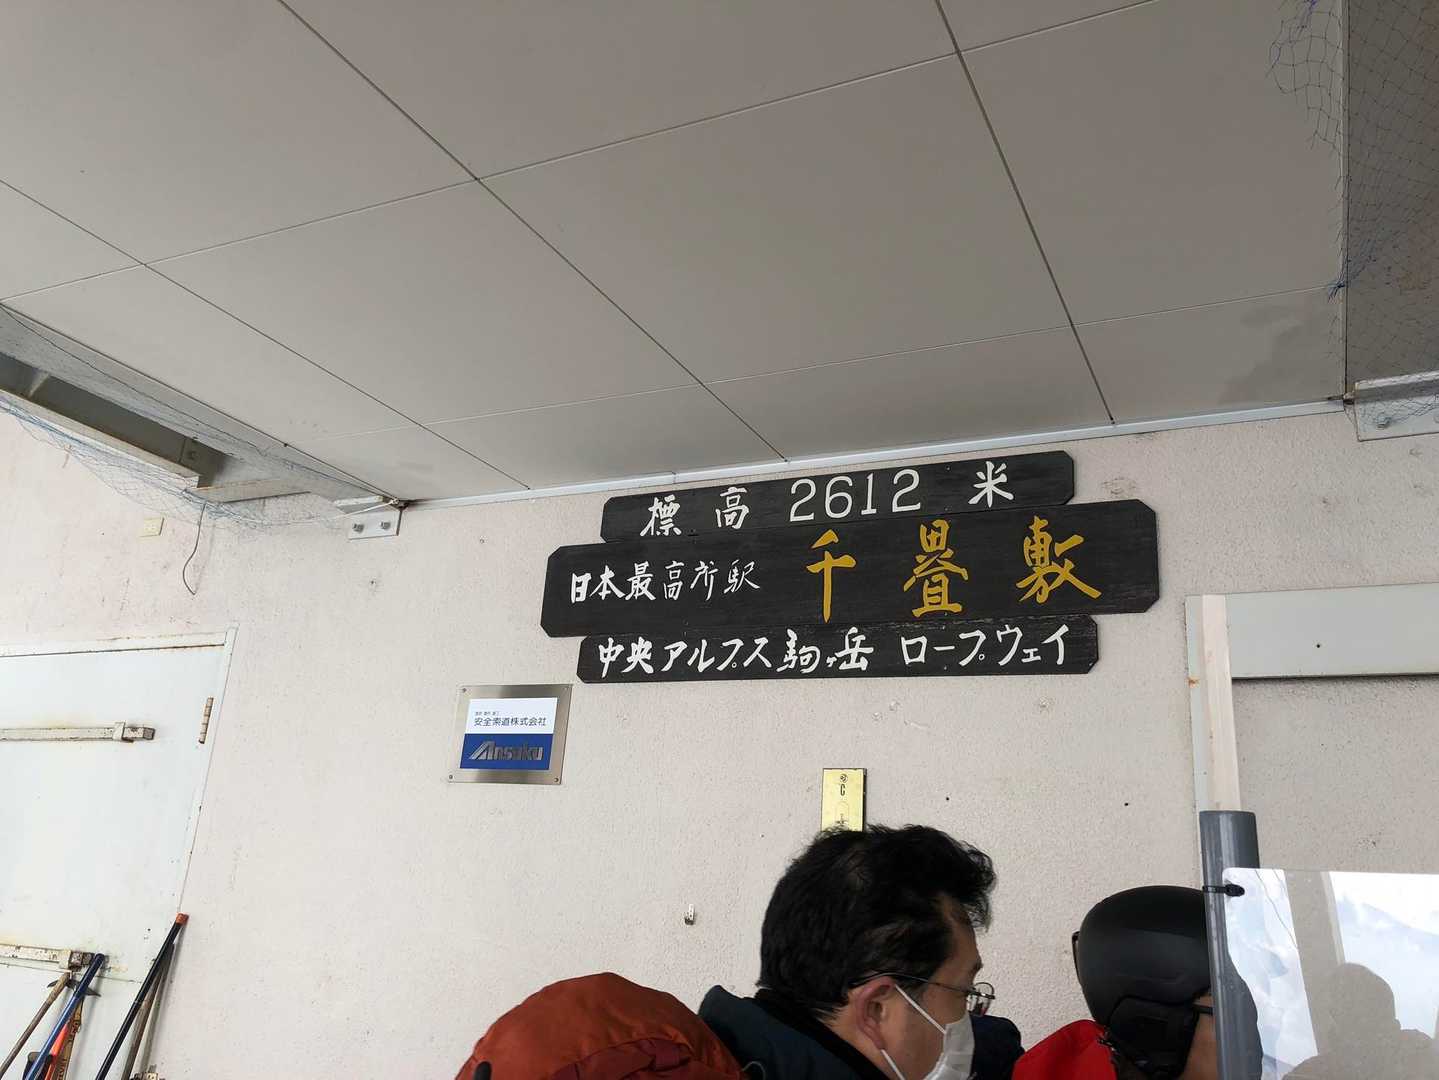 標高 2612 米
日本最高所駅 千畳敷
中央アルプス駒ヶ岳 ロープウェイ
安全索道株式会社
Ansaku
C